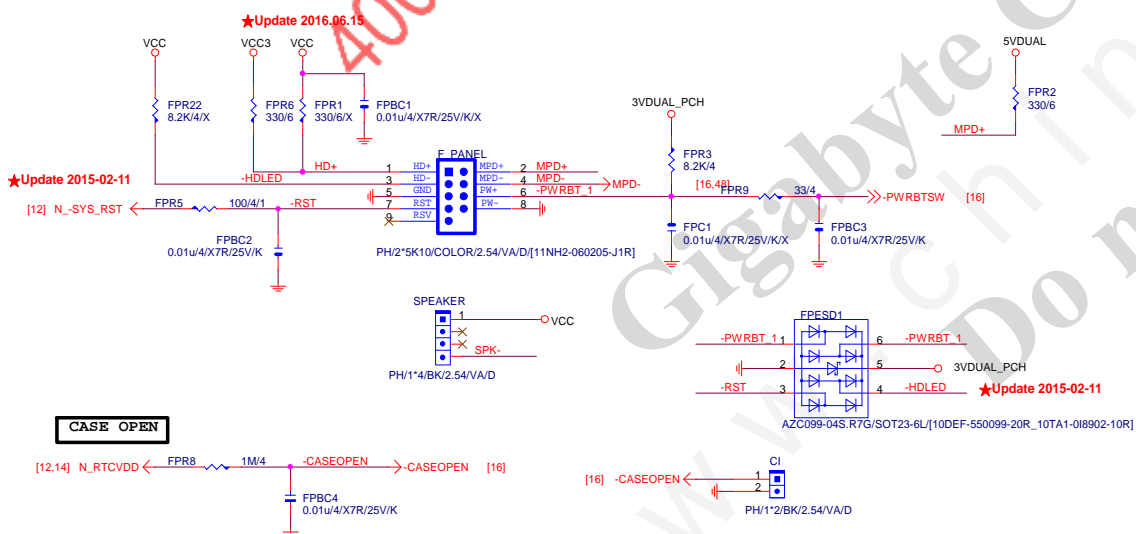 ★Update 2016.06.15
400
VCC
VCC3
VCC
5VDUAL
FPR22
8.2K/4/X
FPR6
330/6
FPR1
330/6/X
FPBC1
0.01u/4/X7R/25V/K/X
3VDUAL_PCH
FPR2
330/6
MPD+
FPR3
8.2K/4
F_PANEL
HD+
1
HD+
MPD+
2
MPD+
-HDLED
3
HD-
MPD-
4
MPD-
MPD-
[16,48]
5
GND
PW+
6
-PWRBT_1
FPR9
33/4
-PWRBTSW
[16]
★Update 2015-02-11
[12] N_-SYS_RST
FPR5
100/4/1
-RST
7
RST
PW-
8
9
RSV
FPBC2
0.01u/4/X7R/25V/K
FPC1
0.01u/4/X7R/25V/K/X
FPBC3
0.01u/4/X7R/25V/K
PH/2*5K10/COLOR/2.54/VA/D/[11NH2-060205-J1R]
SPEAKER
1
VCC
SPK-
PH/1*4/BK/2.54/VA/D
FPESD1
-PWRBT_1
1
6
-PWRBT_1
2
5
3VDUAL_PCH
-RST
3
4
-HDLED
★Update 2015-02-11
AZC099-04S.R7G/SOT23-6L/[10DEF-550099-20R_10TA1-0I8902-10R]
CASE OPEN
[12,14] N_RTCVDD
FPR8
1M/4
-CASEOPEN
-CASEOPEN
[16]
FPBC4
0.01u/4/X7R/25V/K
CI
[16] -CASEOPEN
1
2
PH/1*2/BK/2.54/VA/D
Gigabyte